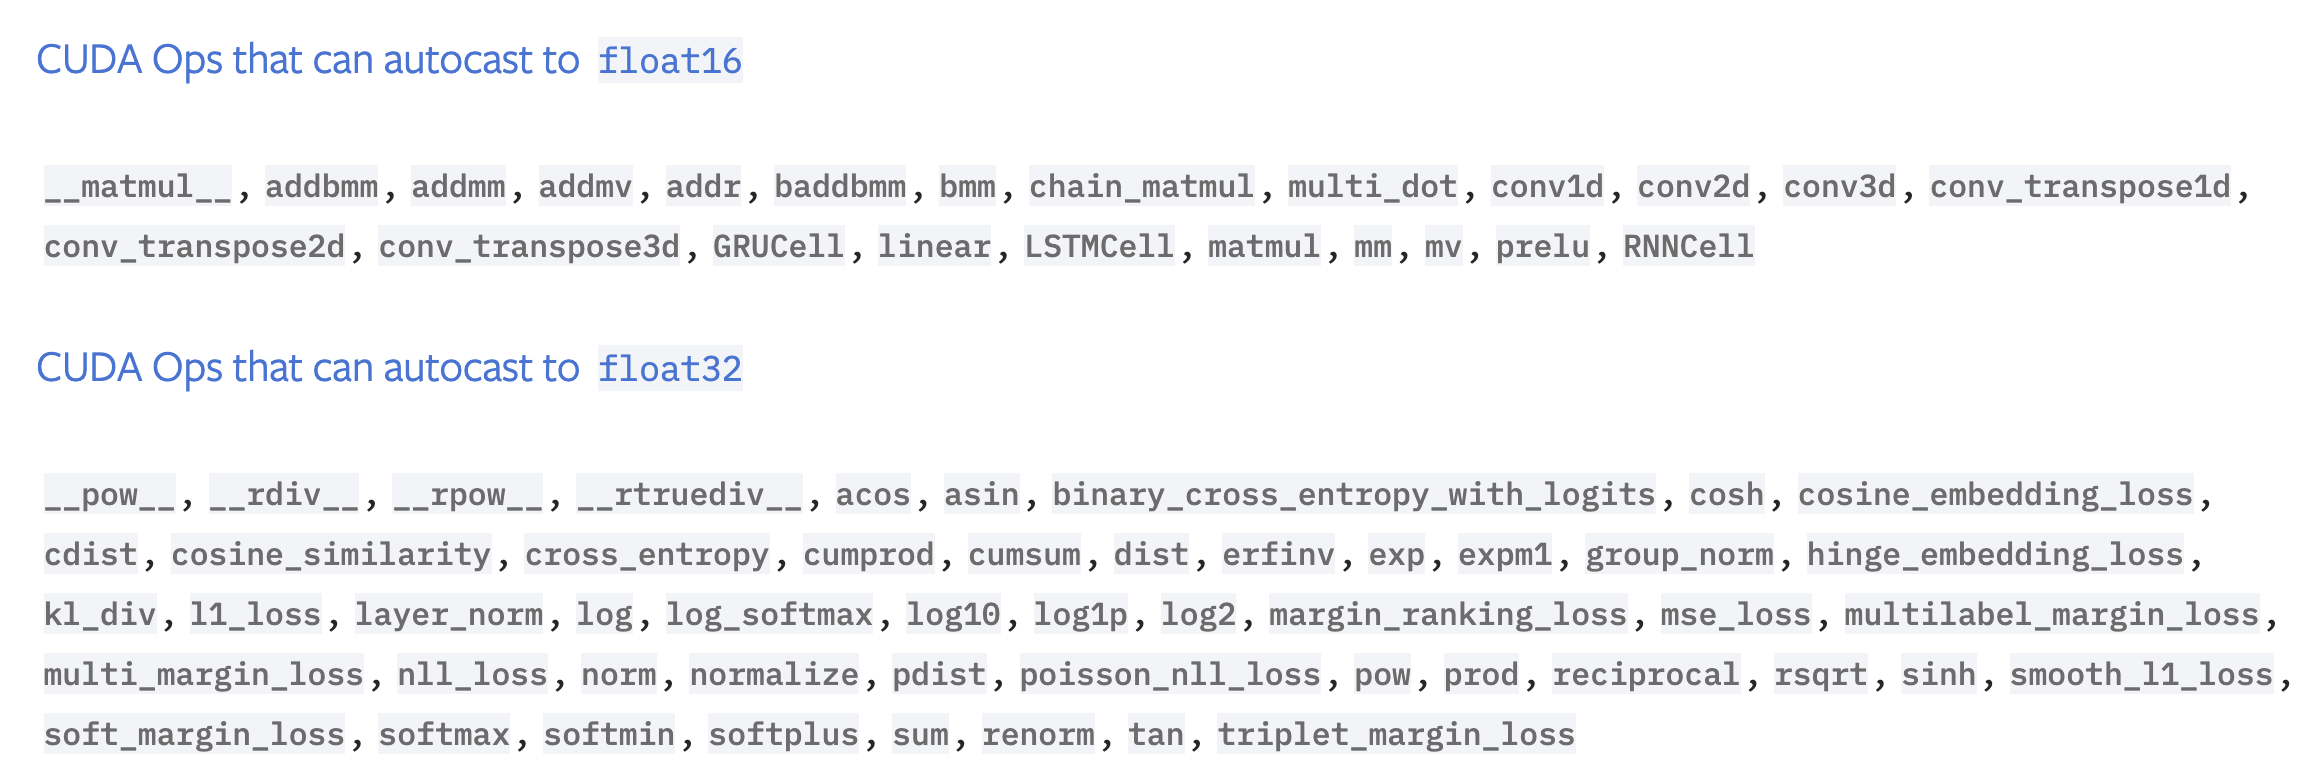 CUDA Ops that can autocast to float16
__matmul__, addbmm, addmm, addmv, addr, baddbmm, bmm, chain_matmul, multi_dot, conv1d, conv2d, conv3d, conv_transpose1d,
conv_transpose2d, conv_transpose3d, GRUCell, linear, LSTMCell, matmul, mm, mv, prelu, RNNCell
CUDA Ops that can autocast to float32
__pow__, __rdiv__, __rpow__, __rtruediv__, acos, asin, binary_cross_entropy_with_logits, cosh, cosine_embedding_loss,
cdist, cosine_similarity, cross_entropy, cumprod, cumsum, dist, erfinv, exp, expm1, group_norm, hinge_embedding_loss,
kl_div, l1_loss, layer_norm, log, log_softmax, log10, log1p, log2, margin_ranking_loss, mse_loss, multilabel_margin_loss,
multi_margin_loss, nll_loss, norm, normalize, pdist, poisson_nll_loss, pow, prod, reciprocal, rsqrt, sinh, smooth_l1_loss,
soft_margin_loss, softmax, softmin, softplus, sum, renorm, tan, triplet_margin_loss